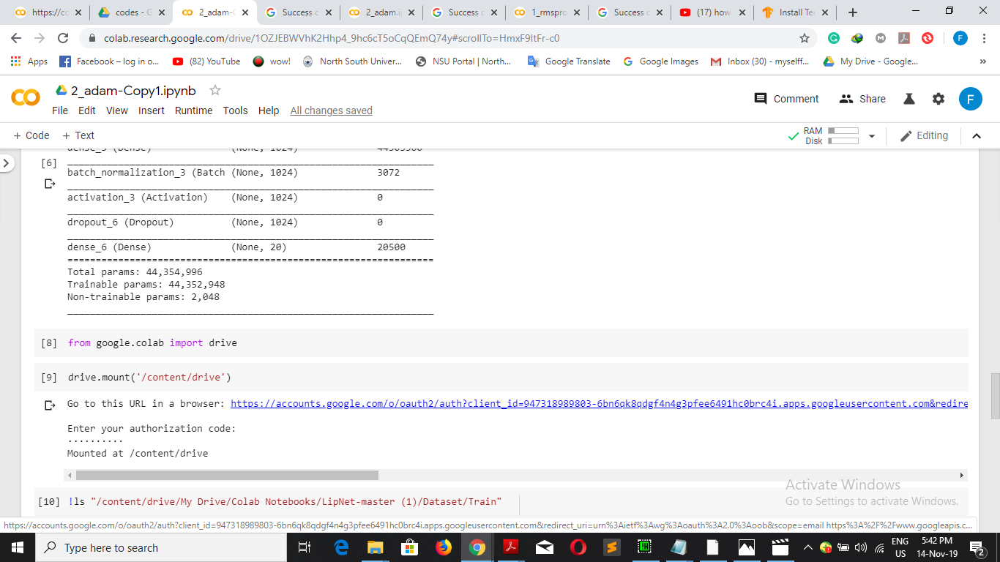 https://cc
codes - G
2_adam-C
Success c
2_adam.i
Success c
1_rmspro
Success c
(17) how
Install Te
colab.research.google.com/drive/1OZJEBWVhK2Hhp4_9hc6cT5oCqQEmQ74y#scrollTo=HmxF9ltFr-c0
Apps
Facebook – log in o...
(82) YouTube
wow!
North South Univer...
NSU Portal | North...
Google Translate
Google Images
Inbox (30) - myselff...
My Drive - Google...
»
2_adam-Copy1.ipynb
Comment
Share
F
File Edit View Insert Runtime Tools Help All changes saved
+ Code + Text
RAM
Disk
Editing
[6]
batch_normalization_3 (Batch (None, 1024) 3072
activation_3 (Activation) (None, 1024) 0
dropout_6 (Dropout) (None, 1024) 0
dense_6 (Dense) (None, 20) 20500
Total params: 44,354,996
Trainable params: 44,352,948
Non-trainable params: 2,048
[8] from google.colab import drive
[9] drive.mount('/content/drive')
Go to this URL in a browser: https://accounts.google.com/o/oauth2/auth?client_id=947318989803-6bn6qk8qdgf4n4g3pfee6491hc0brc4i.apps.googleusercontent.com&redire
Enter your authorization code:
··········
Mounted at /content/drive
[10] !ls "/content/drive/My Drive/Colab Notebooks/LipNet-master (1)/Dataset/Train"
Activate Windows
Go to Settings to activate Windows.
https://accounts.google.com/o/oauth2/auth?client_id=947318989803-6bn6qk8qdgf4n4g3pfee6491hc0brc4i.apps.googleusercontent.com&redirect_uri=urn%3Aietf%3Awg%3Aoauth%3A2.0%3Aoob&scope=email https%3A%2F%2Fwww.googleapis.c...
Type here to search
ENG
US
5:42 PM
14-Nov-19
2